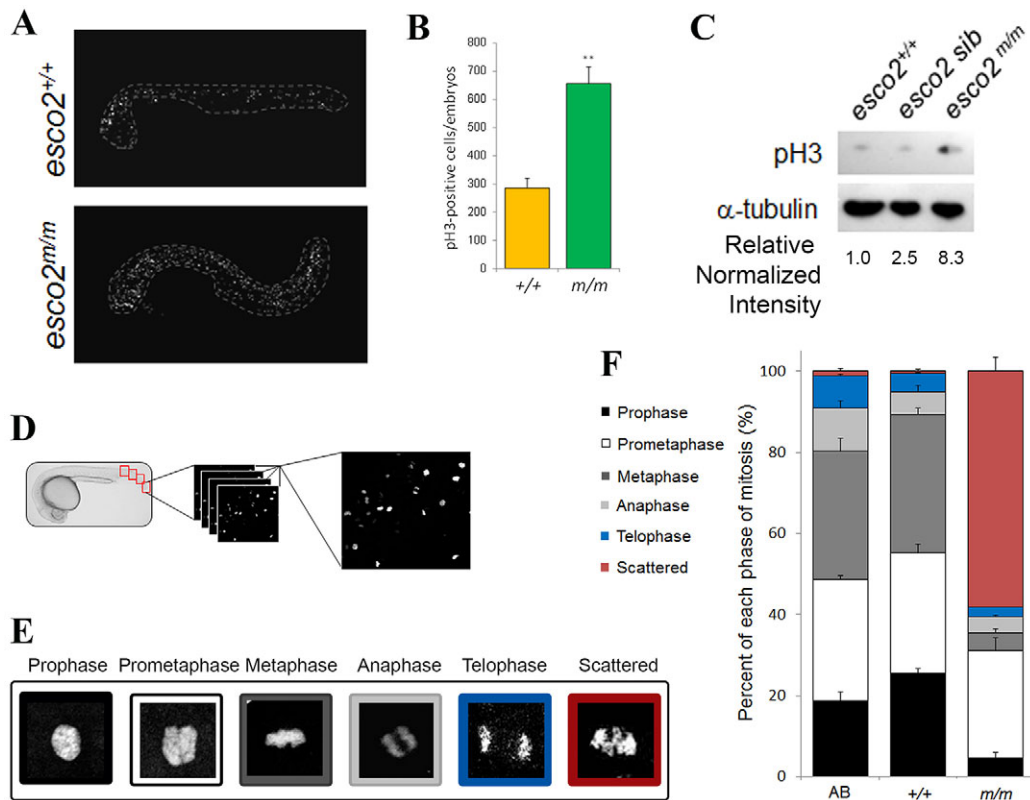 A
esco2+/+
esco2m/m
B
pH3-positive cells/embryos
800
700
600
500
400
300
200
100
0
**
+/+
m/m
C
esco2+/+
esco2 sib
esco2 m/m
pH3
α-tubulin
Relative
Normalized
Intensity
1.0 2.5 8.3
D
E
Prophase Prometaphase Metaphase Anaphase Telophase Scattered
F
Prophase
Prometaphase
Metaphase
Anaphase
Telophase
Scattered
Percent of each phase of mitosis (%)
100
80
60
40
20
0
AB +/+ m/m